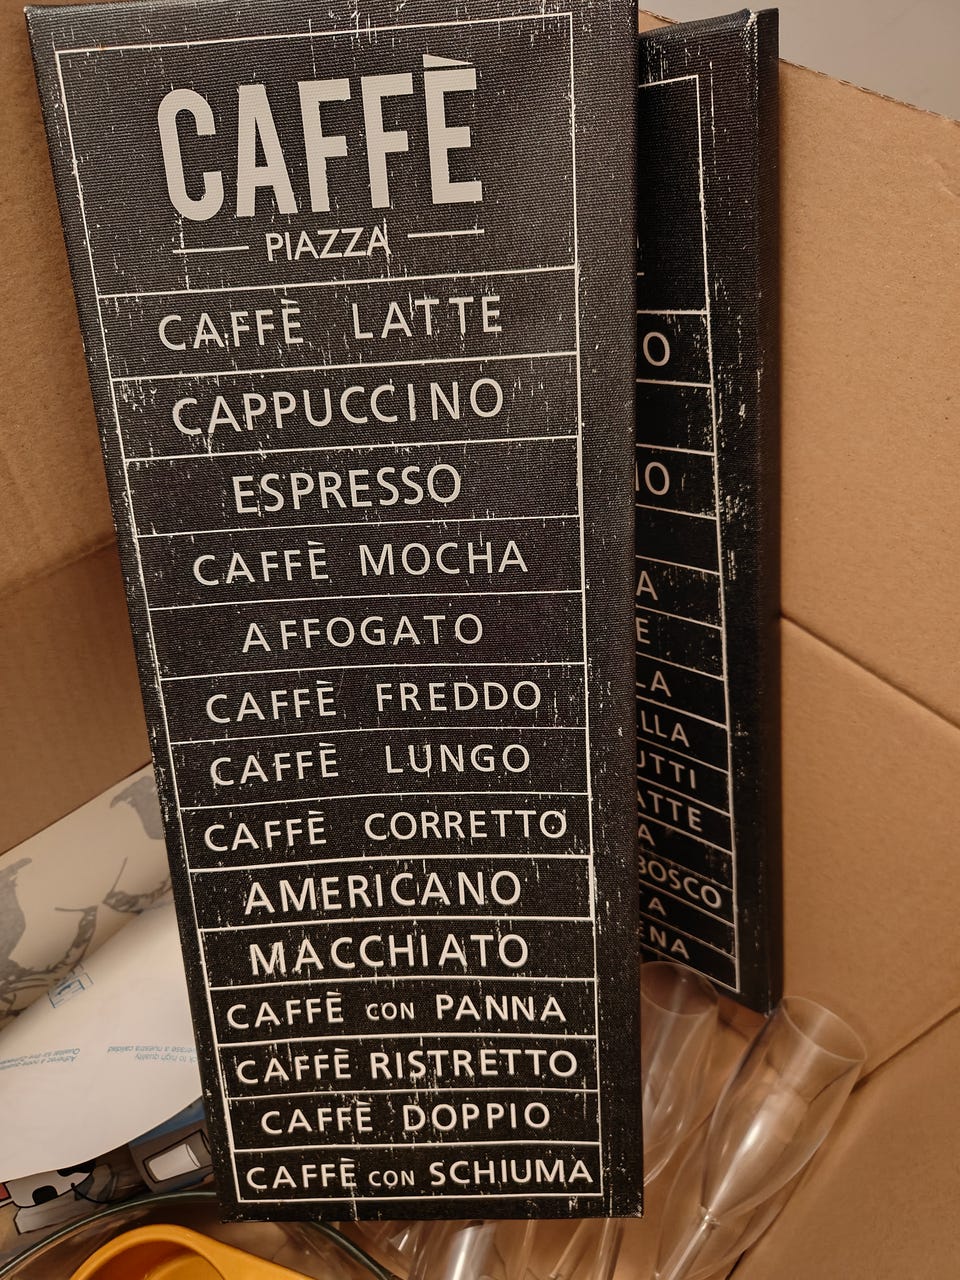 CAFFÈ
PIAZZA
CAFFÈ LATTE
CAPPUCCINO
ESPRESSO
CAFFÈ MOCHA
AFFOGATO
CAFFÈ FREDDO
CAFFÈ LUNGO
CAFFÈ CORRETTO
AMERICANO
MACCHIATO
CAFFÈ CON PANNA
CAFFÈ RISTRETTO
CAFFÈ DOPPIO
CAFFÈ CON SCHIUMA
BOSCO